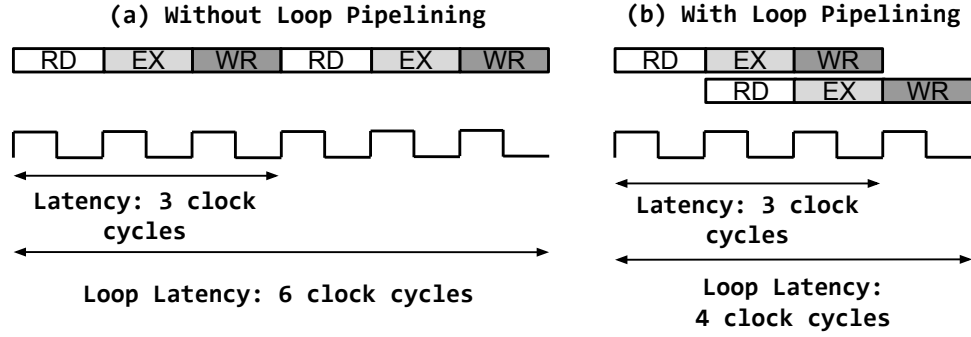 (a) Without Loop Pipelining
RD EX WR RD EX WR
Latency: 3 clock
cycles
Loop Latency: 6 clock cycles
(b) With Loop Pipelining
RD EX WR
RD EX WR
Latency: 3 clock
cycles
Loop Latency:
4 clock cycles